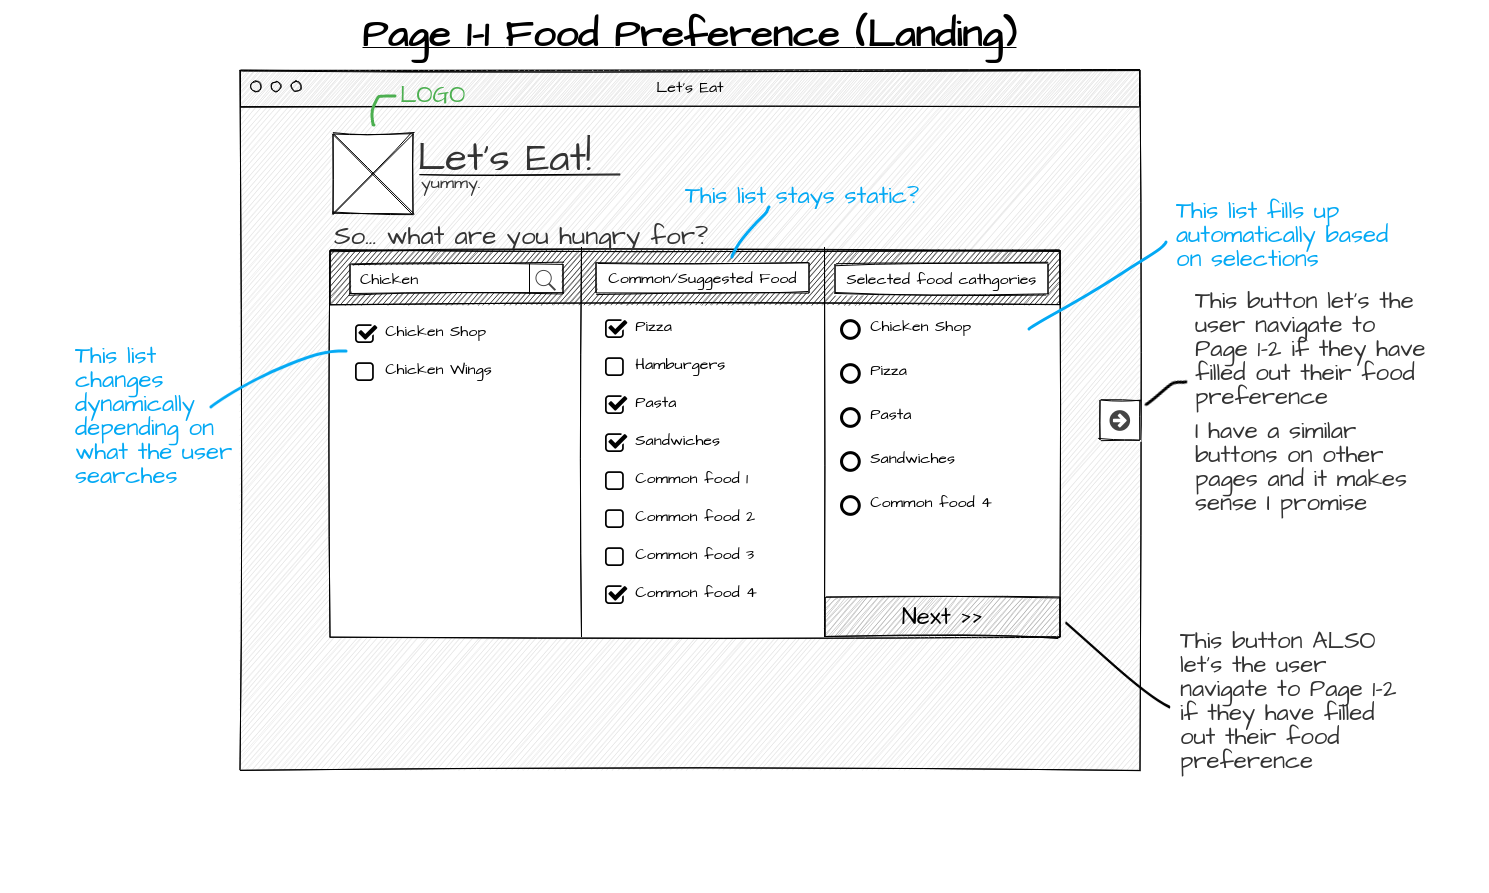 Page 1-1 Food Preference (Landing)
Let's Eat
LOGO
Let's Eat!
yummy.
This list stays static?
So... what are you hungry for?
Chicken
Common/Suggested Food
Selected food cathgories
Chicken Shop
Chicken Wings
Pizza
Hamburgers
Pasta
Sandwiches
Common food 1
Common food 2
Common food 3
Common food 4
Chicken Shop
Pizza
Pasta
Sandwiches
Common food 4
Next >>
This list
changes
dynamically
depending on
what the user
searches
This list fills up
automatically based
on selections
This button let's the
user navigate to
Page 1-2 if they have
filled out their food
preference
I have a similar
buttons on other
pages and it makes
sense I promise
This button ALSO
let's the user
navigate to Page 1-2
if they have filled
out their food
preference